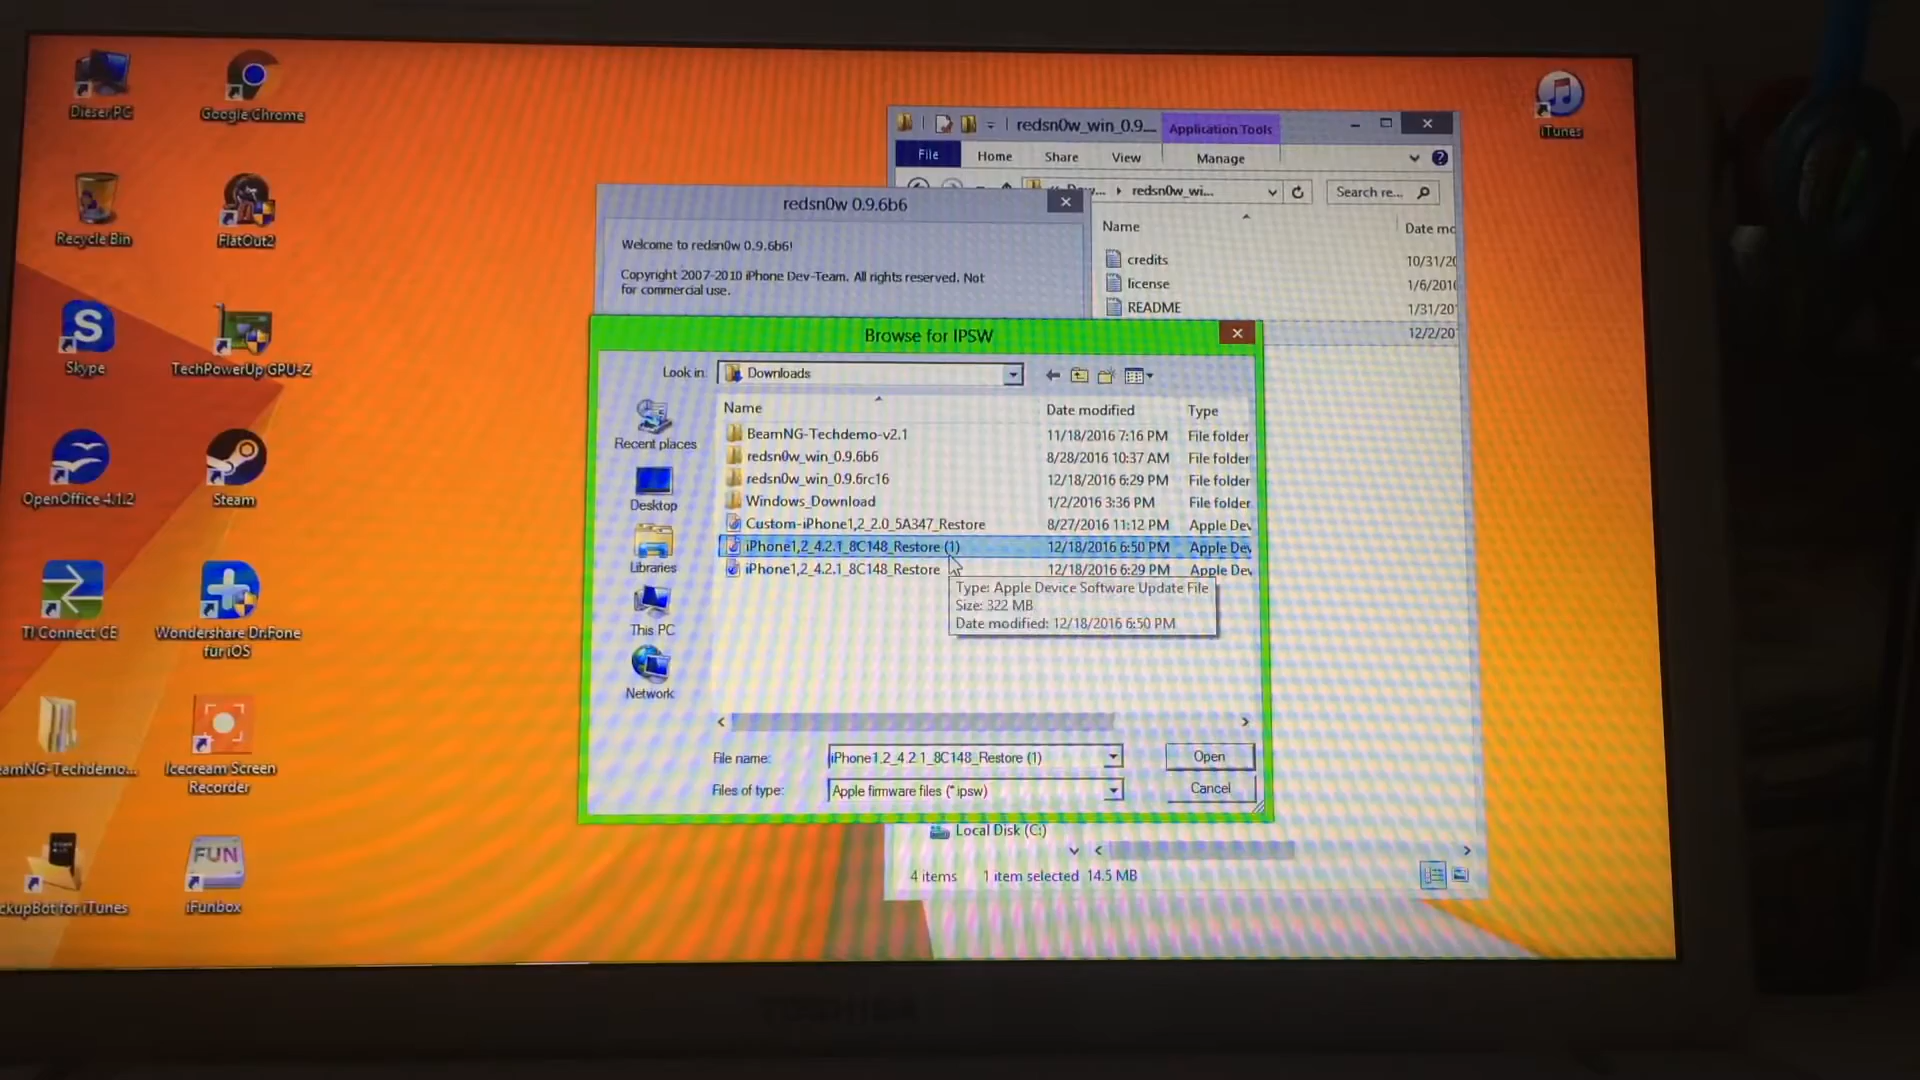 Dieser PC
Google Chrome
iTunes
Recycle Bin
FlatOut2
Skype
TechPowerUp GPU-Z
OpenOffice 4.1.2
Steam
TI Connect CE
Wondershare Dr.Fone
für iOS
eamNG-Techdemo...
Icecream Screen
Recorder
ckupBot for iTunes
FUN
iFunbox
redsn0w_win_0.9....
Application Tools
File
Home
Share
View
Manage
redsn0w_wi...
Search re...
Name
Date mo
credits
10/31/20
license
1/6/2010
README
1/31/20
12/2/20
redsn0w 0.9.6b6
Welcome to redsn0w 0.9.6b6!
Copyright 2007-2010 iPhone Dev-Team. All rights reserved. Not
for commercial use.
Browse for IPSW
Look in:
Downloads
Recent places
Desktop
Libraries
This PC
Network
Name
Date modified
Type
BeamNG-Techdemo-v2.1
11/18/2016 7:16 PM
File folder
redsn0w_win_0.9.6b6
8/28/2016 10:37 AM
File folder
redsn0w_win_0.9.6rc16
12/18/2016 6:29 PM
File folder
Windows_Download
1/2/2016 3:36 PM
File folder
Custom-iPhone1,2_2.0_5A347_Restore
8/27/2016 11:12 PM
Apple Dev
iPhone1,2_4.2.1_8C148_Restore (1)
12/18/2016 6:50 PM
Apple Dev
iPhone1,2_4.2.1_8C148_Restore
12/18/2016 6:29 PM
Apple Dev
Type: Apple Device Software Update File
Size: 322 MB
Date modified: 12/18/2016 6:50 PM
File name:
iPhone1,2_4.2.1_8C148_Restore (1)
Open
Files of type:
Apple firmware files (*.ipsw)
Cancel
Local Disk (C:)
4 items
1 item selected 14.5 MB
TOSHIBA